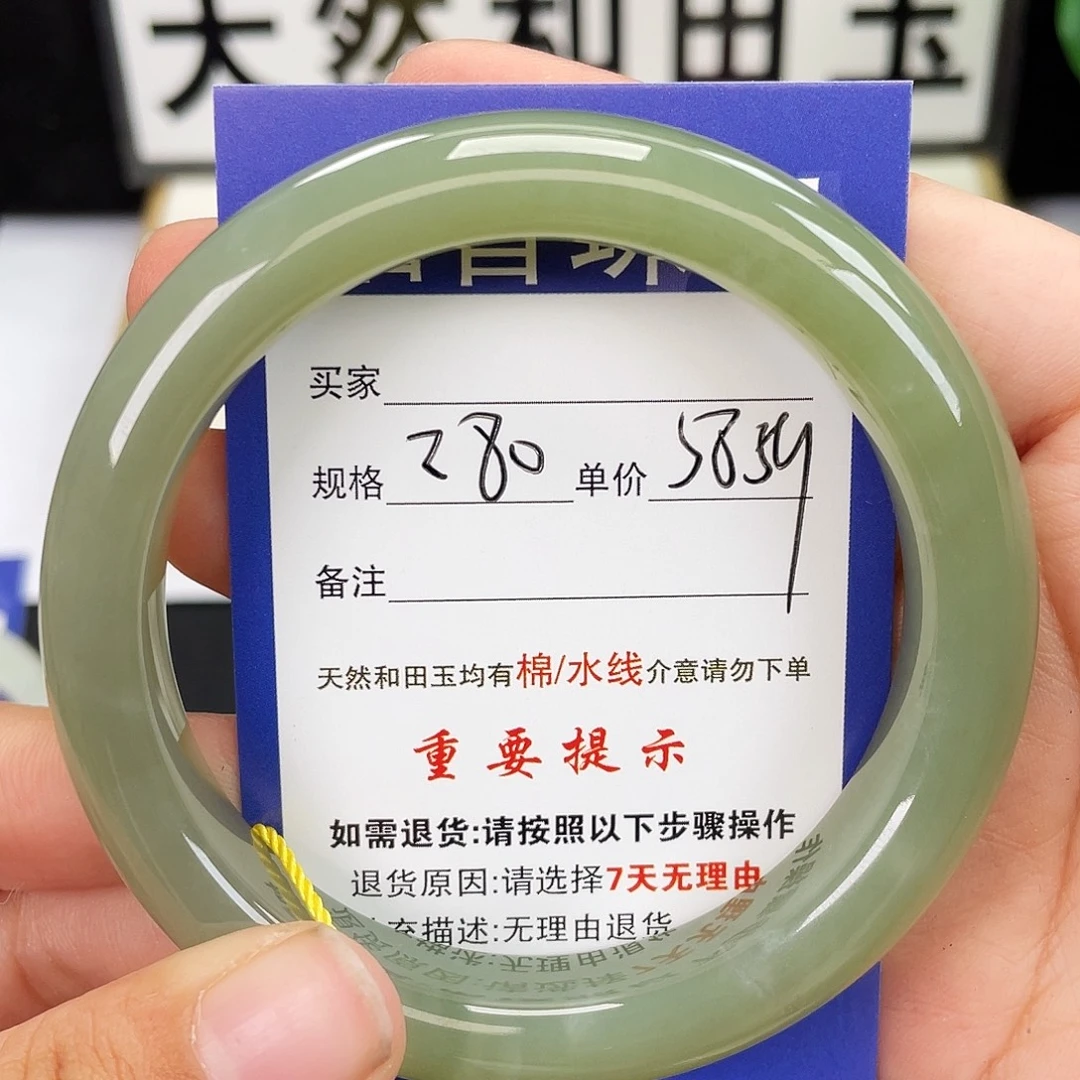 天然和田玉
买家
规格 280 单价 5859
备注
天然和田玉均有棉/水线介意请勿下单
重要提示
如需退货:请按照以下步骤操作
退货原因:请选择7天无理由
充描述:无理由退货